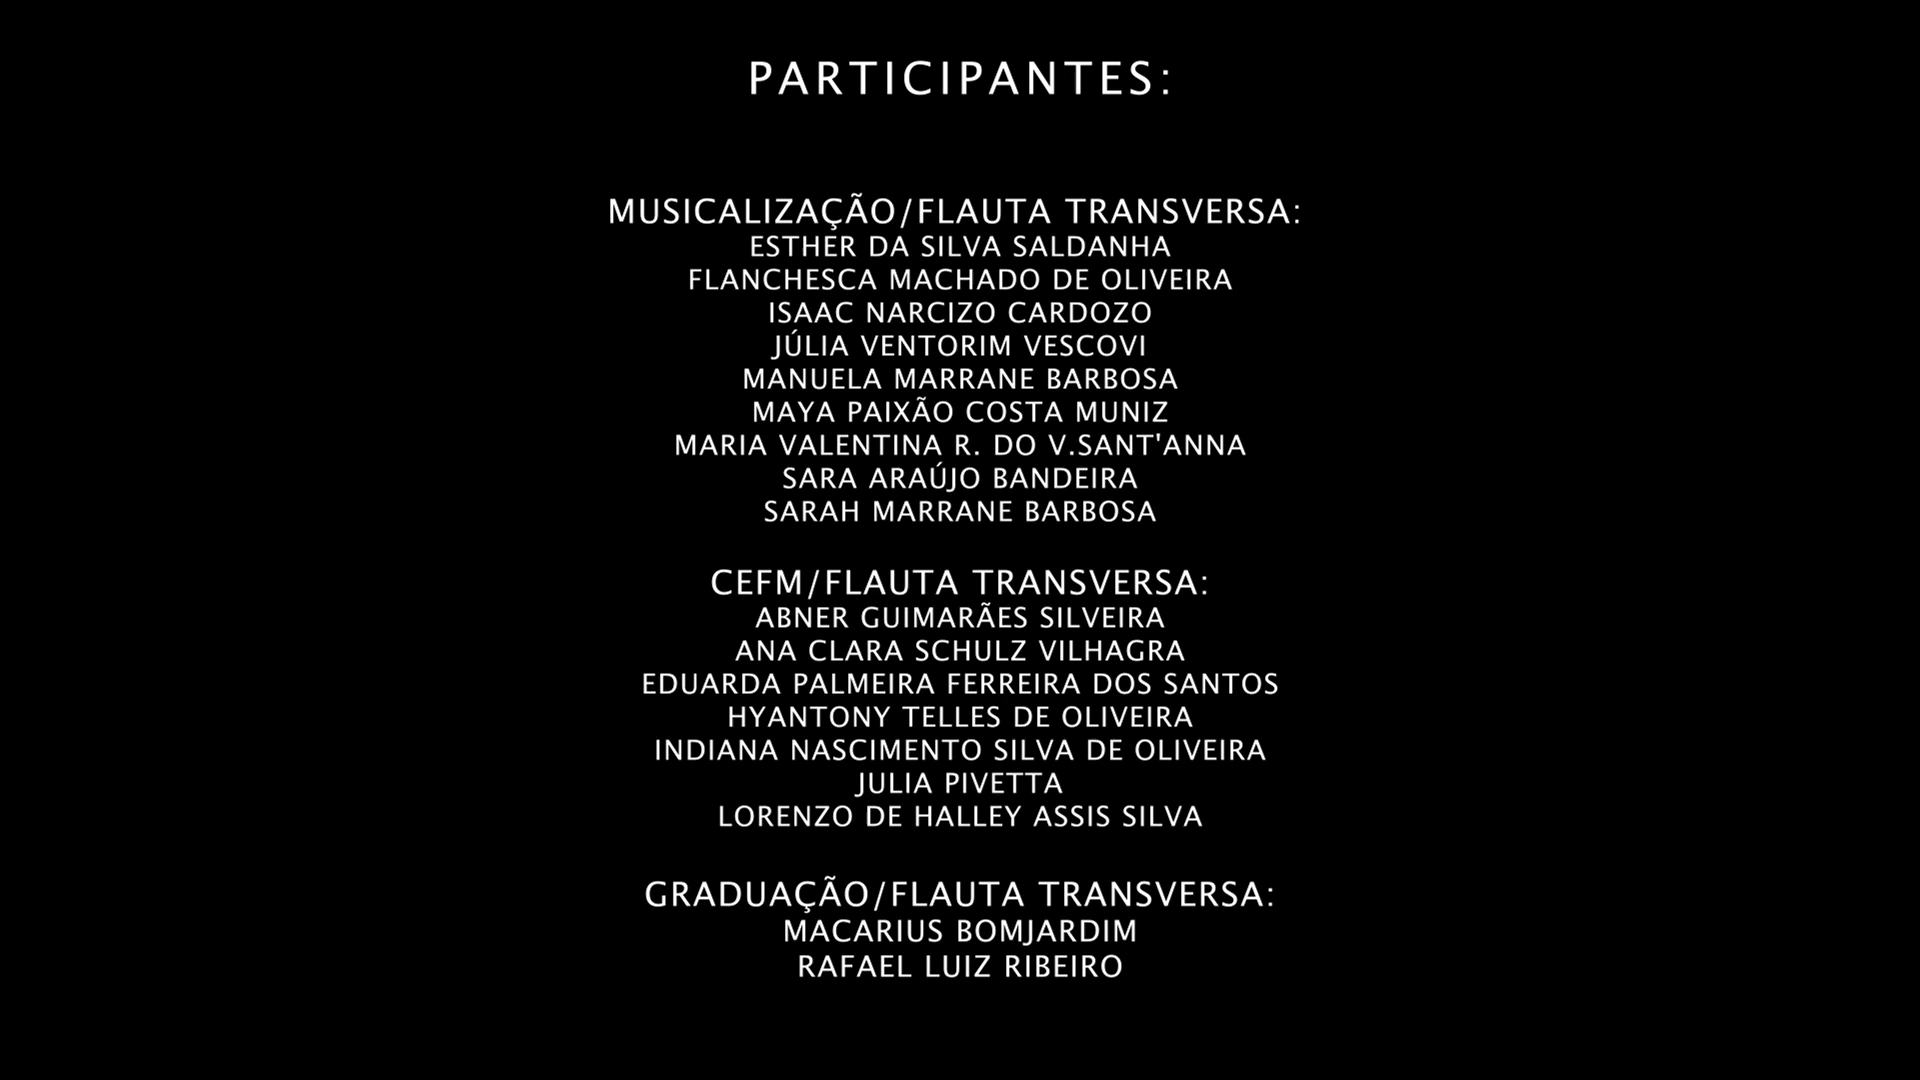 PARTICIPANTES:
MUSICALIZAÇÃO/FLAUTA TRANSVERSA:
ESTHER DA SILVA SALDANHA
FLANCHESCA MACHADO DE OLIVEIRA
ISAAC NARCIZO CARDOZO
JÚLIA VENTORIM VESCOVI
MANUELA MARRANE BARBOSA
MAYA PAIXÃO COSTA MUNIZ
MARIA VALENTINA R. DO V.SANT'ANNA
SARA ARAÚJO BANDEIRA
SARAH MARRANE BARBOSA
CEFM/FLAUTA TRANSVERSA:
ABNER GUIMARÃES SILVEIRA
ANA CLARA SCHULZ VILHAGRA
EDUARDA PALMEIRA FERREIRA DOS SANTOS
HYANTONY TELLES DE OLIVEIRA
INDIANA NASCIMENTO SILVA DE OLIVEIRA
JULIA PIVETTA
LORENZO DE HALLEY ASSIS SILVA
GRADUAÇÃO/FLAUTA TRANSVERSA:
MACARIUS BOMJARDIM
RAFAEL LUIZ RIBEIRO